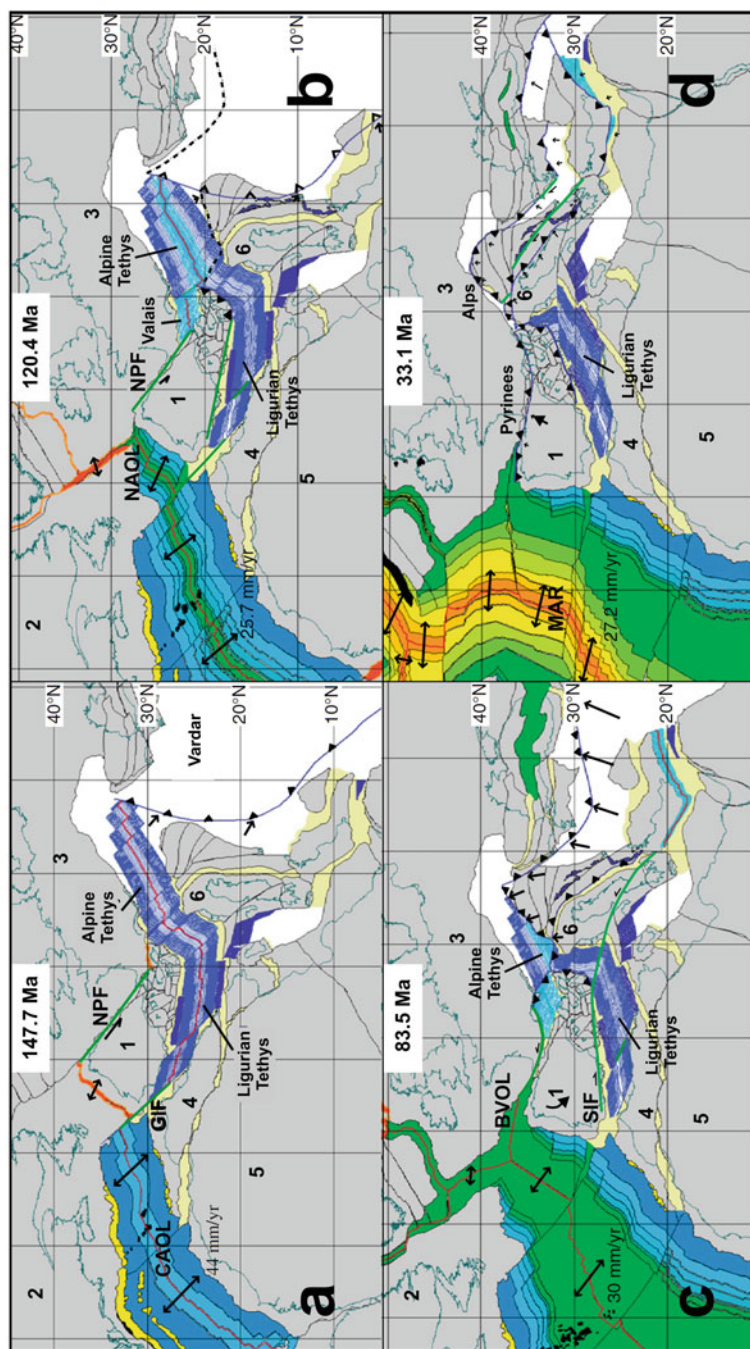 a
147.7 Ma
2
3
CAOL
44 mm/yr
GIF
NPF
1
4
5
6
Alpine
Tethys
Ligurian
Tethys
Vardar
40°N
30°N
20°N
10°N
b
120.4 Ma
3
NAOL
25.7 mm/yr
NPF
1
2
4
5
6
Valais
Alpine
Tethys
Ligurian
Tethys
40°N
30°N
20°N
10°N
c
83.5 Ma
2
3
BVOL
SIF
30 mm/yr
1
4
5
6
Alpine
Tethys
Ligurian
Tethys
40°N
30°N
20°N
d
33.1 Ma
3
MAR
27.2 mm/yr
Pyrinees
Alps
1
4
5
6
Ligurian
Tethys
40°N
30°N
20°N